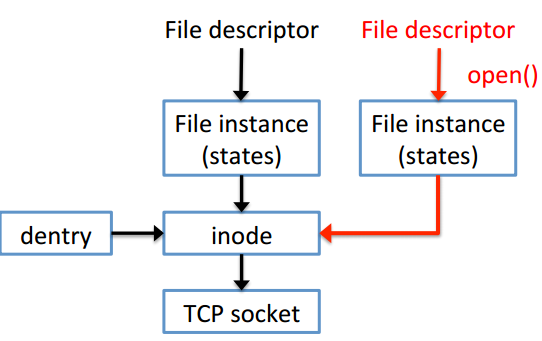 File descriptor
File descriptor
open()
File instance
(states)
File instance
(states)
dentry
inode
TCP socket